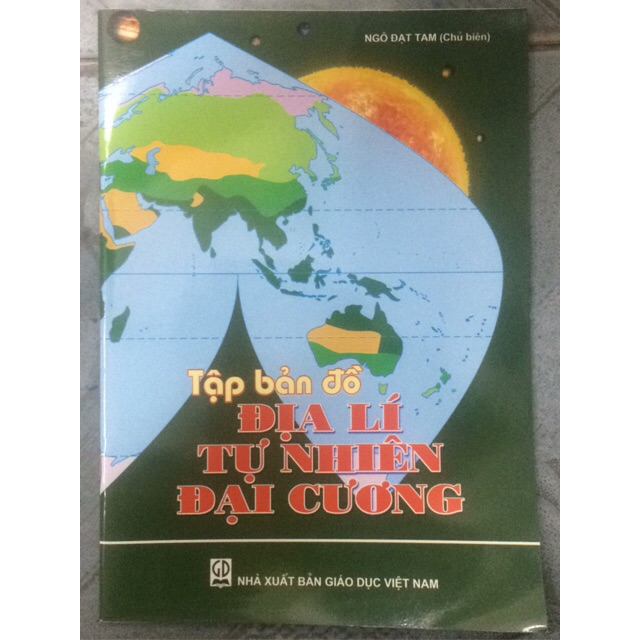 NGÔ ĐẠT TAM (Chủ biên)
Tập bản đồ
ĐỊA LÍ
TỰ NHIÊN
ĐẠI CƯƠNG
GD
NHÀ XUẤT BẢN GIÁO DỤC VIỆT NAM